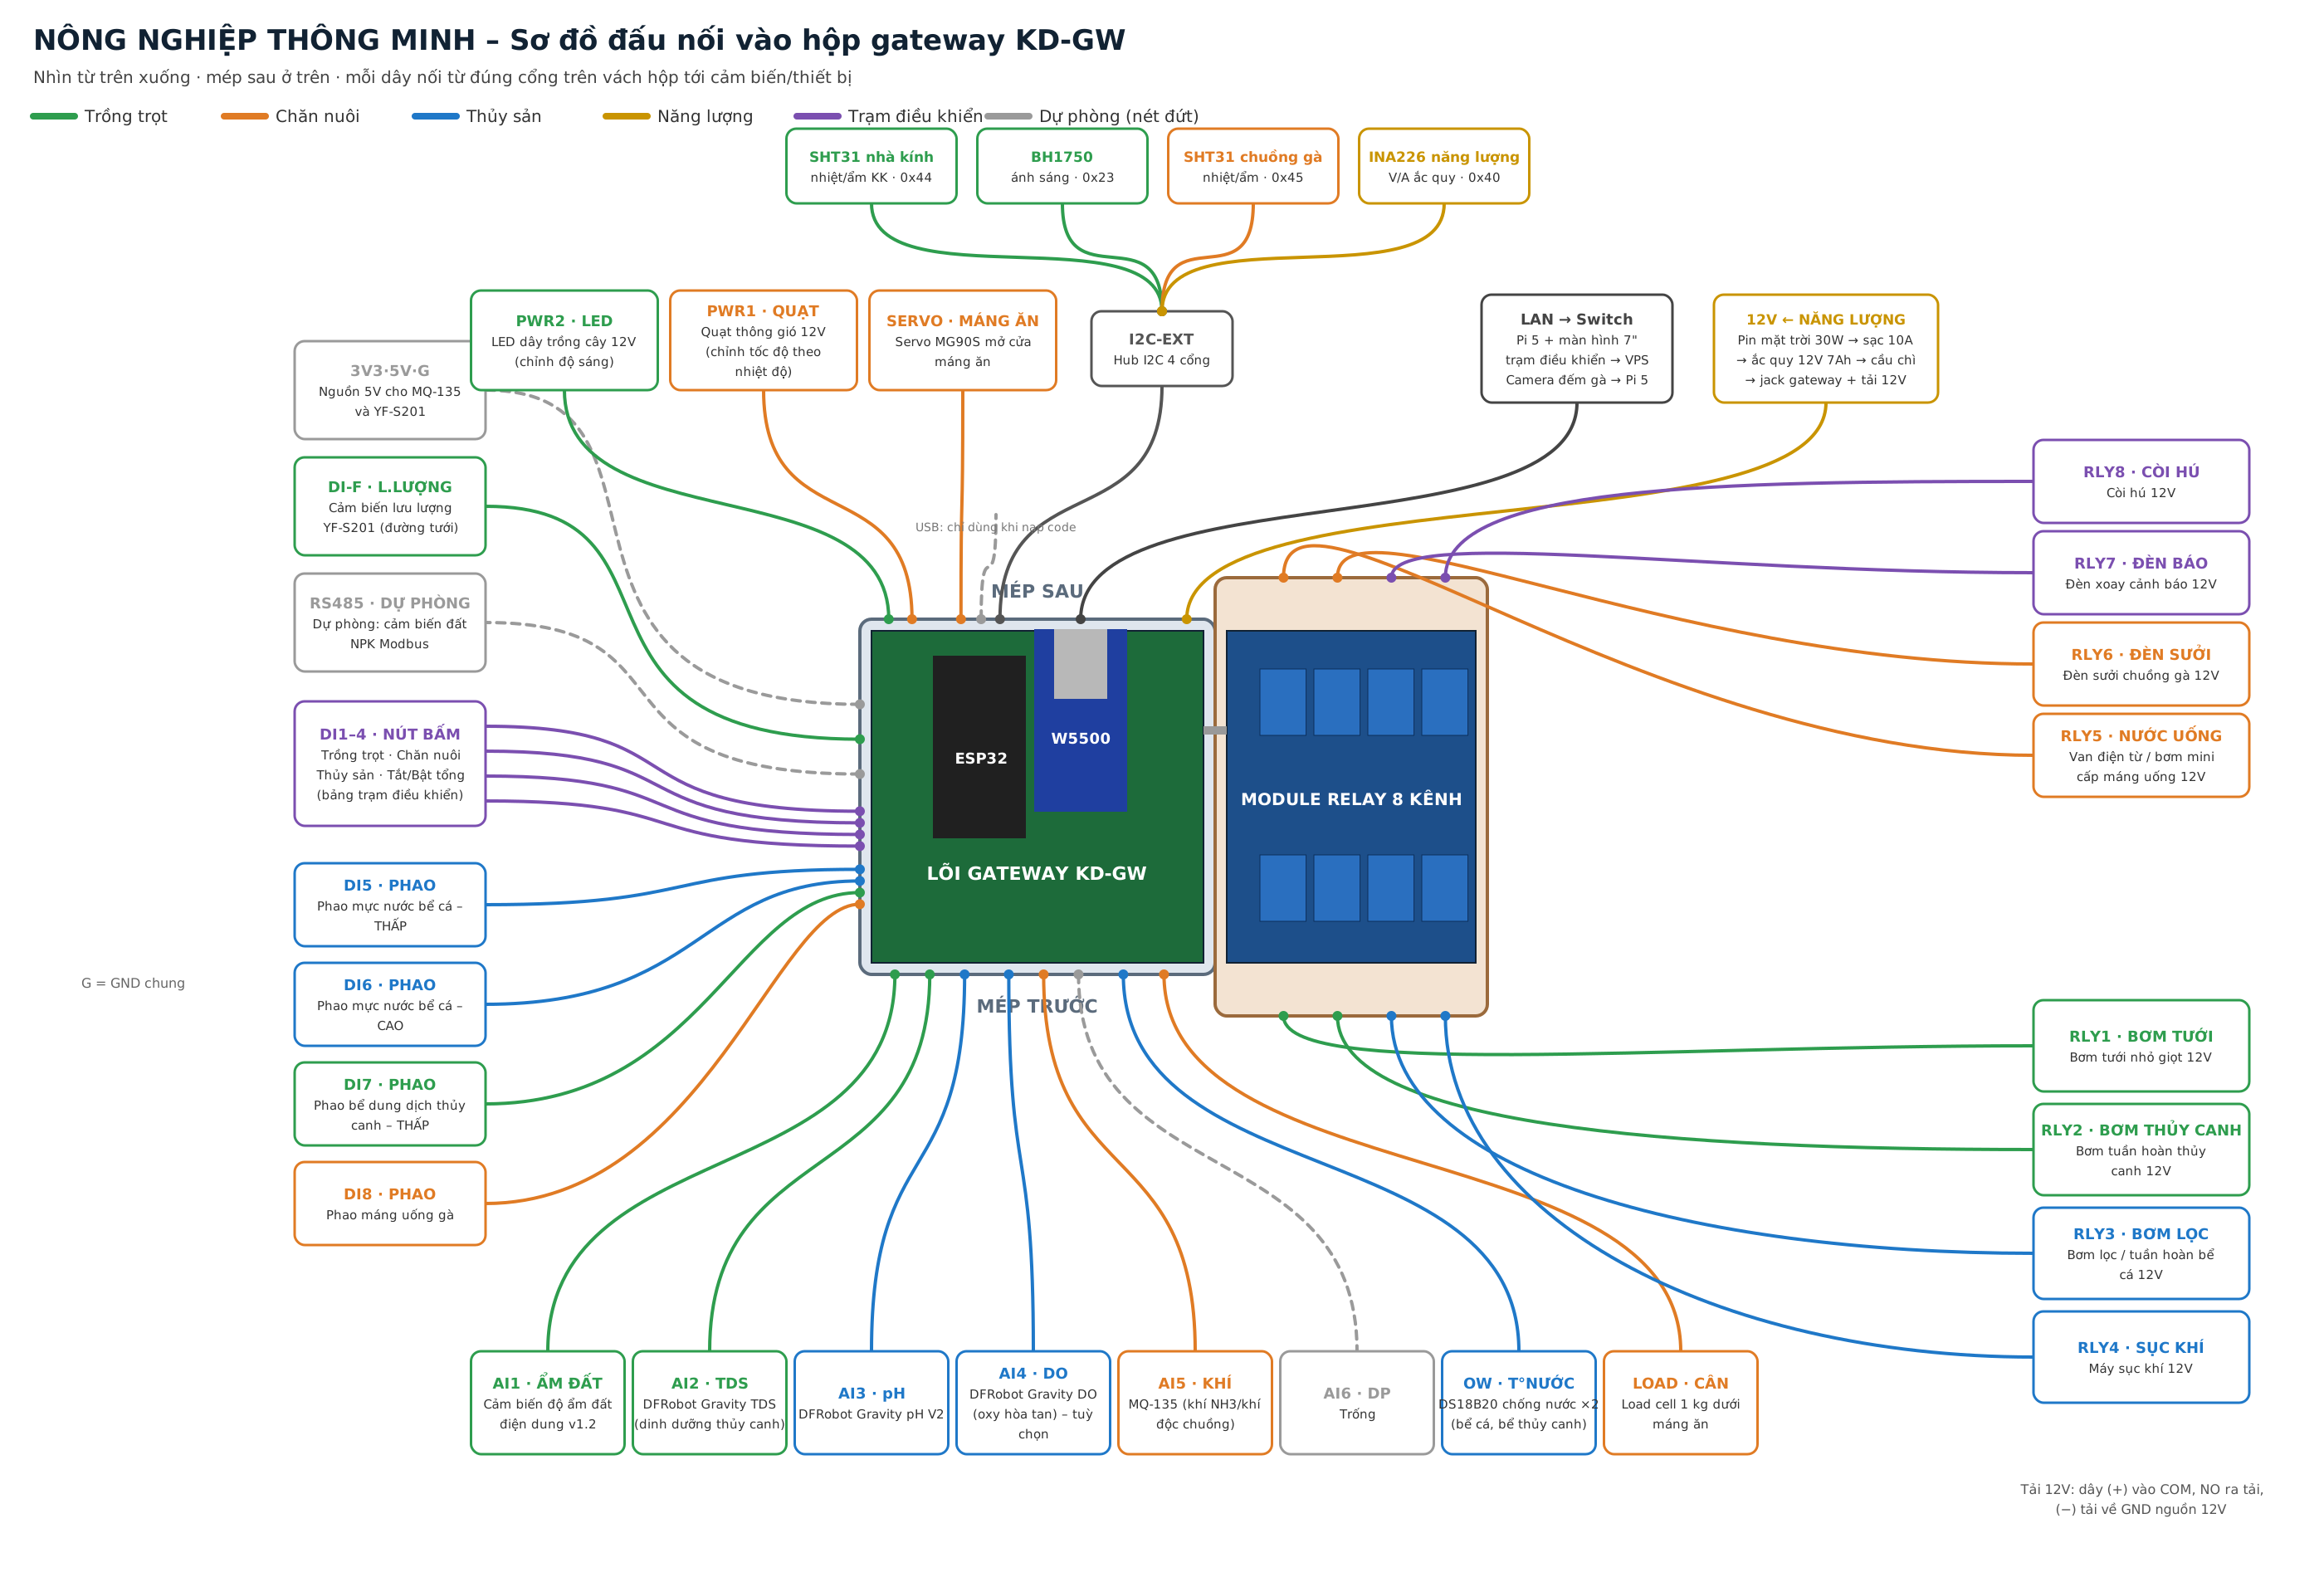 NÔNG NGHIỆP THÔNG MINH – Sơ đồ đấu nối vào hộp gateway KD-GW
Nhìn từ trên xuống · mép sau ở trên · mỗi dây nối từ đúng cổng trên vách hộp tới cảm biến/thiết bị
Trồng trọt
Chăn nuôi
Thủy sản
Năng lượng
Trạm điều khiển
Dự phòng (nét đứt)
SHT31 nhà kính
nhiệt/ẩm KK · 0x44
BH1750
ánh sáng · 0x23
SHT31 chuồng gà
nhiệt/ẩm · 0x45
INA226 năng lượng
V/A ắc quy · 0x40
PWR2 · LED
LED dây trồng cây 12V
(chỉnh độ sáng)
PWR1 · QUẠT
Quạt thông gió 12V
(chỉnh tốc độ theo
nhiệt độ)
SERVO · MÁNG ĂN
Servo MG90S mở cửa
máng ăn
I2C-EXT
Hub I2C 4 cổng
LAN → Switch
Pi 5 + màn hình 7"
trạm điều khiển → VPS
Camera đếm gà → Pi 5
12V ← NĂNG LƯỢNG
Pin mặt trời 30W → sạc 10A
→ ắc quy 12V 7Ah → cầu chì
→ jack gateway + tải 12V
3V3·5V·G
Nguồn 5V cho MQ-135
và YF-S201
DI-F · L.LƯỢNG
Cảm biến lưu lượng
YF-S201 (đường tưới)
RS485 · DỰ PHÒNG
Dự phòng: cảm biến đất
NPK Modbus
DI1–4 · NÚT BẤM
Trồng trọt · Chăn nuôi
Thủy sản · Tắt/Bật tổng
(bảng trạm điều khiển)
DI5 · PHAO
Phao mực nước bể cá –
THẤP
DI6 · PHAO
Phao mực nước bể cá –
CAO
DI7 · PHAO
Phao bể dung dịch thủy
canh – THẤP
DI8 · PHAO
Phao máng uống gà
G = GND chung
USB: chỉ dùng khi nạp code
MÉP SAU
ESP32
W5500
LÕI GATEWAY KD-GW
MODULE RELAY 8 KÊNH
MÉP TRƯỚC
RLY8 · CÒI HÚ
Còi hú 12V
RLY7 · ĐÈN BÁO
Đèn xoay cảnh báo 12V
RLY6 · ĐÈN SƯỞI
Đèn sưởi chuồng gà 12V
RLY5 · NƯỚC UỐNG
Van điện từ / bơm mini
cấp máng uống 12V
RLY1 · BƠM TƯỚI
Bơm tưới nhỏ giọt 12V
RLY2 · BƠM THỦY CANH
Bơm tuần hoàn thủy
canh 12V
RLY3 · BƠM LỌC
Bơm lọc / tuần hoàn bể
cá 12V
RLY4 · SỤC KHÍ
Máy sục khí 12V
AI1 · ẨM ĐẤT
Cảm biến độ ẩm đất
điện dung v1.2
AI2 · TDS
DFRobot Gravity TDS
(dinh dưỡng thủy canh)
AI3 · pH
DFRobot Gravity pH V2
AI4 · DO
DFRobot Gravity DO
(oxy hòa tan) – tuỳ
chọn
AI5 · KHÍ
MQ-135 (khí NH3/khí
độc chuồng)
AI6 · DP
Trống
OW · T°NƯỚC
DS18B20 chống nước ×2
(bể cá, bể thủy canh)
LOAD · CÂN
Load cell 1 kg dưới
máng ăn
Tải 12V: dây (+) vào COM, NO ra tải,
(−) tải về GND nguồn 12V